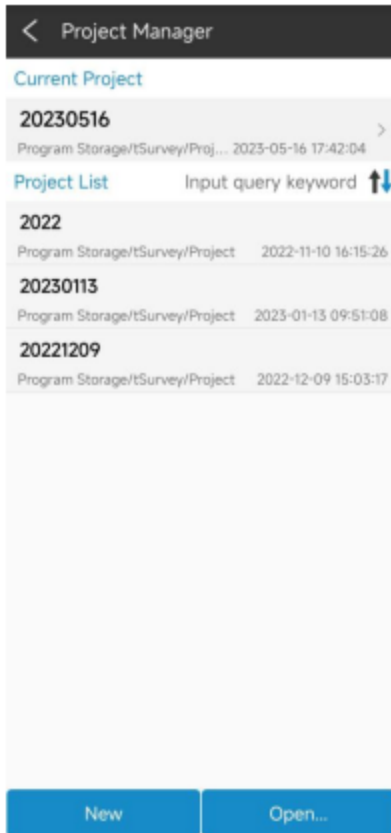 Project Manager
Current Project
20230516
Program Storage/tSurvey/Proj... 2023-05-16 17:42:04
Project List Input query keyword
2022
Program Storage/tSurvey/Project 2022-11-10 16:15:26
20230113
Program Storage/tSurvey/Project 2023-01-13 09:51:08
20221209
Program Storage/tSurvey/Project 2022-12-09 15:03:17
New Open...